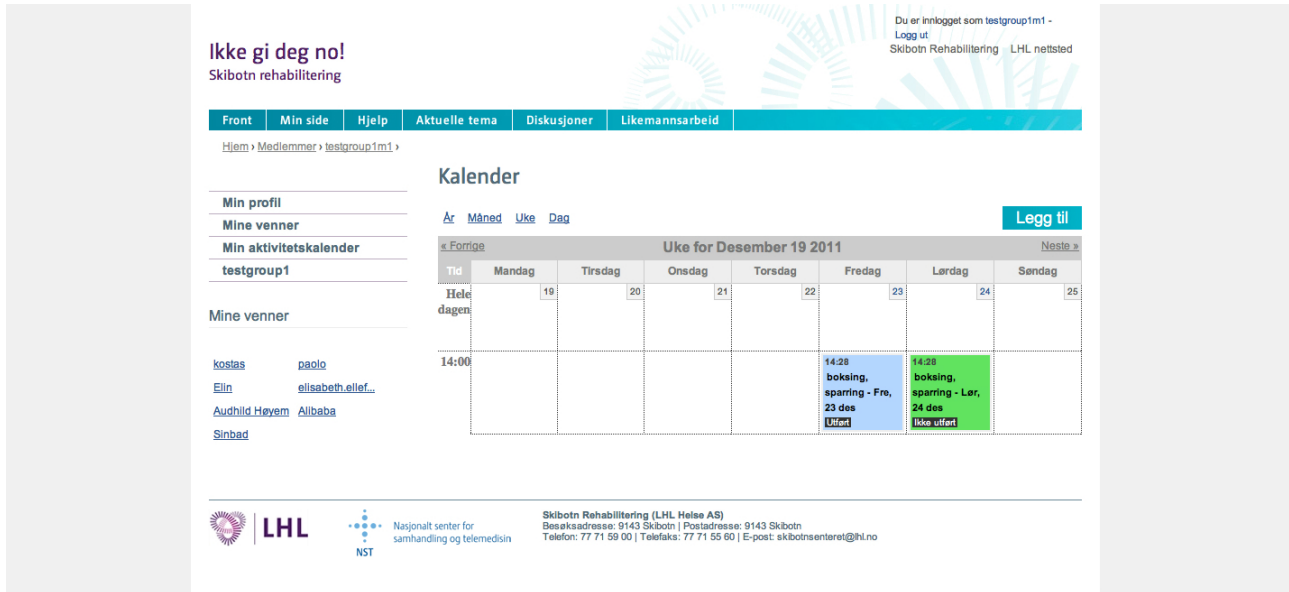 Du er innlogget som testgroup1m1 -
Logg ut
Skibotn Rehabilitering LHL nettsted
Ikke gi deg no!
Skibotn rehabilitering
Front Min side Hjelp Aktuelle tema Diskusjoner Likemannsarbeid
Hjem › Medlemmer › testgroup1m1 ›
Kalender
Min profil
Mine venner
Min aktivitetskalender
testgroup1
Mine venner
kostas paolo
Elin elisabeth.ellef...
Audhild Høyem Alibaba
Sinbad
År Måned Uke Dag
Legg til
« Forrige Uke for Desember 19 2011 Neste »
Tid Mandag Tirsdag Onsdag Torsdag Fredag Lørdag Søndag
Hele dagen 19 20 21 22 23 24 25
14:00
14:28
boksing,
sparring - Fre,
23 des
Utført
14:28
boksing,
sparring - Lør,
24 des
Ikke utført
LHL
NST
Nasjonalt senter for
samhandling og telemedisin
Skibotn Rehabilitering (LHL Helse AS)
Besøksadresse: 9143 Skibotn | Postadresse: 9143 Skibotn
Telefon: 77 71 59 00 | Telefaks: 77 71 55 60 | E-post: skibotnsenteret@lhl.no